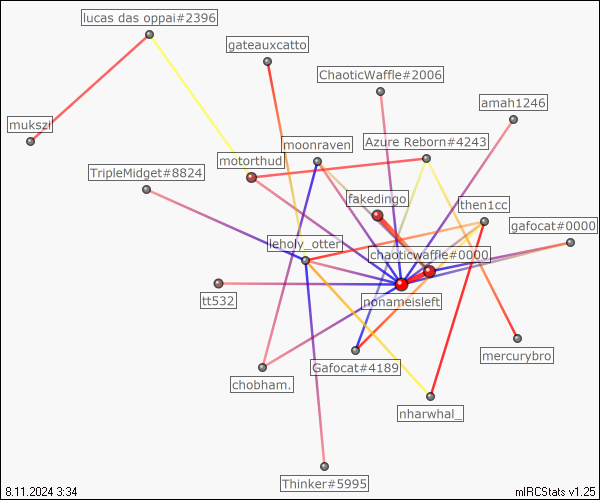 lucas das oppai#2396
gateauxcatto
ChaoticWaffle#2006
amah1246
mukszi
moonraven
Azure Reborn#4243
motorthud
TripleMidget#8824
fakedingo
then1cc
gafocat#0000
leholy_otter
chaoticwaffle#0000
tt532
nonameisleft
mercurybro
Gafocat#4189
chobham.
nharwhal_
Thinker#5995
8.11.2024 3:34
mIRCStats v1.25